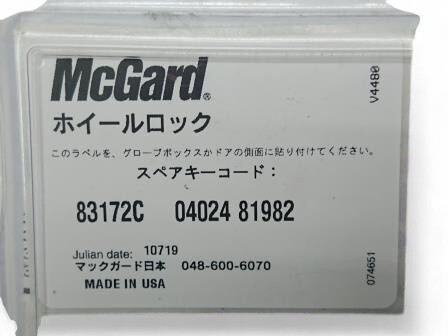 McGard®
ホイールロック
このラベルを、グローブボックスかドアの側面に貼り付けてください。
スペアキーコード：
83172C 04024 81982
Julian date: 10719
マックガード日本 048-600-6070
MADE IN USA
V4480
074651